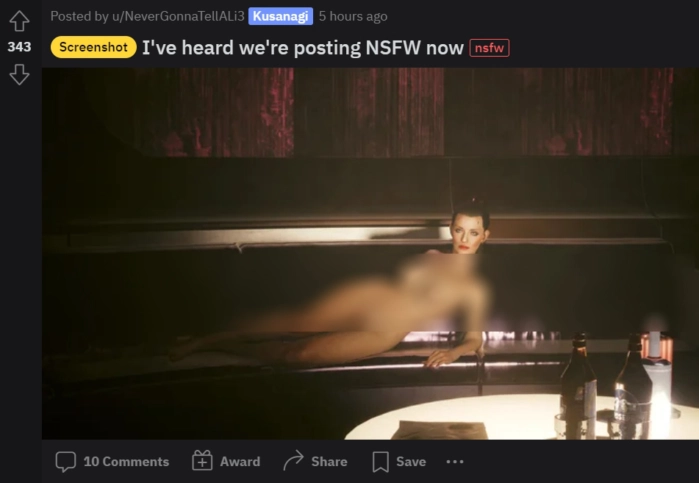 Posted by u/NeverGonnaTellALi3 Kusanagi 5 hours ago
343
Screenshot I've heard we're posting NSFW now nsfw
10 Comments Award Share Save